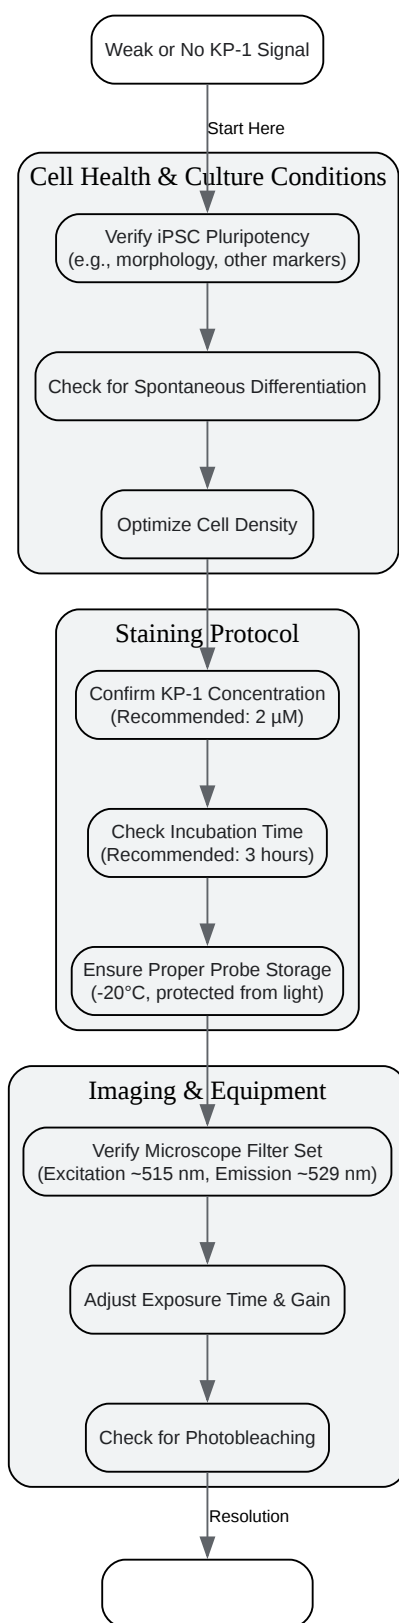 Weak or No KP-1 Signal
Start Here
Cell Health & Culture Conditions
Verify iPSC Pluripotency
(e.g., morphology, other markers)
Check for Spontaneous Differentiation
Optimize Cell Density
Staining Protocol
Confirm KP-1 Concentration
(Recommended: 2 µM)
Check Incubation Time
(Recommended: 3 hours)
Ensure Proper Probe Storage
(-20°C, protected from light)
Imaging & Equipment
Verify Microscope Filter Set
(Excitation ~515 nm, Emission ~529 nm)
Adjust Exposure Time & Gain
Check for Photobleaching
Resolution